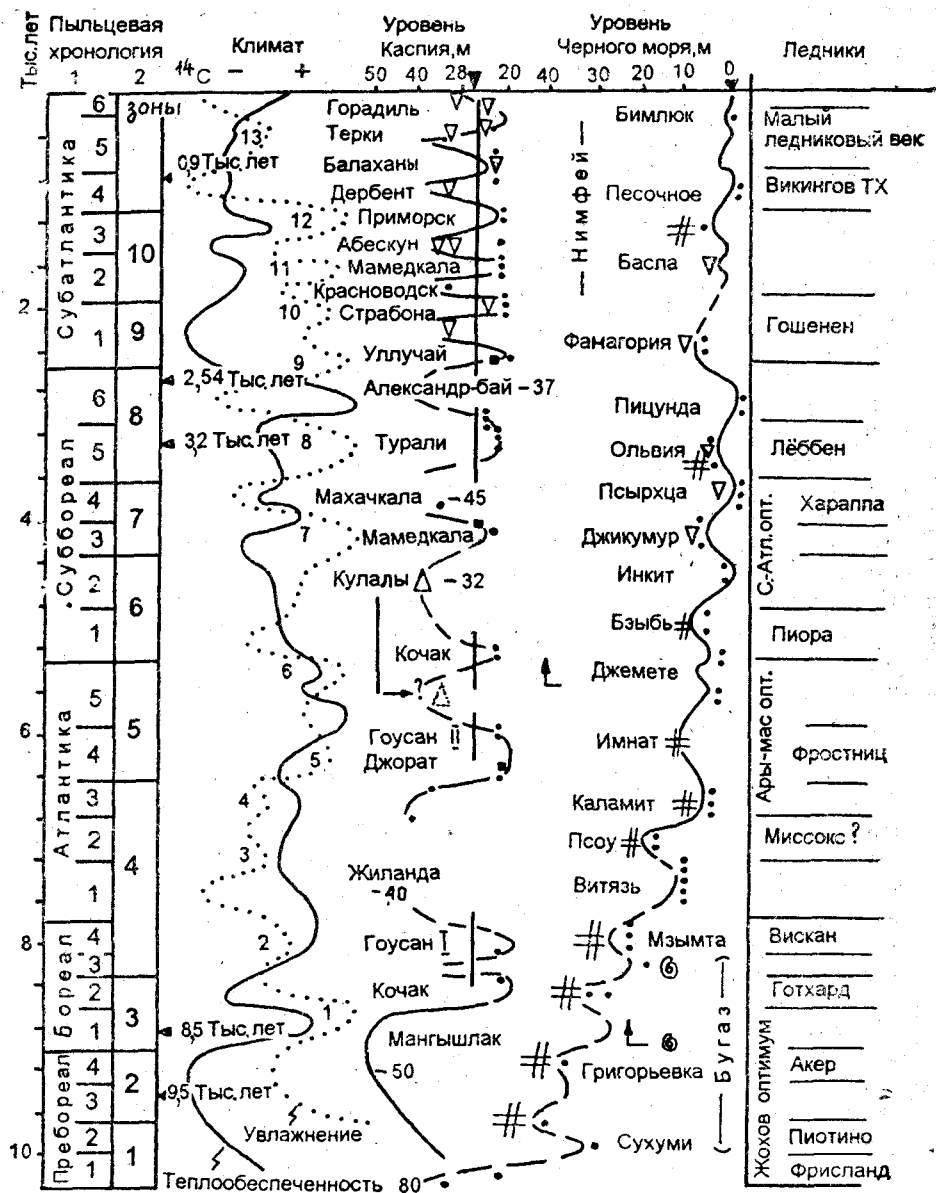 Тыс.лет
Пыльцевая хронология
1 2
Климат
¹⁴C − +
Уровень Каспия,м
50 40 28 20
Уровень Черного моря,м
40 30 20 10 0
Ледники
зоны
Субатлантика
6
5
4
3
2
1
10
9
Суббореал
6
5
4
3
2
1
8
7
6
Атлантика
5
4
3
2
1
5
4
Бореал
4
3
2
1
3
Пребореал
4
3
2
1
2
1
2
4
6
8
10
0,9 Тыс.лет
2,54 Тыс.лет
3,2 Тыс.лет
8,5 Тыс.лет
9,5 Тыс.лет
13
12
11
10
9
8
7
6
5
4
3
2
1
Увлажнение
Теплообеспеченность
Горадиль
Терки
Балаханы
Дербент
Приморск
Абескун
Мамедкала
Красноводск
Страбона
Уллучай
Александр-бай – 37
Турали
Махачкала – 45
Мамедкала
Кулалы – 32
Кочак
?
Гоусан II
Джорат
Жиланда
– 40
Гоусан I
Кочак
Мангышлак
– 50
80
Нимфей
Бимлюк
Песочное
Басла
Фанагория
Пицунда
Ольвия
Псырхца
Джикумур
Инкит
Бзыбь
Джемете
Имнат
Каламит
Псоу
Витязь
Мзымта
Григорьевка
Сухуми
Бугаз
Малый
ледниковый век
Викингов ТХ
Гошенен
Лёббен
С.-Атл.опт.
Хараппа
Пиора
Ары-мас опт.
Фростниц
Миссокс ?
Вискан
Готхард
Жохов оптимум
Акер
Пиотино
Фрисланд